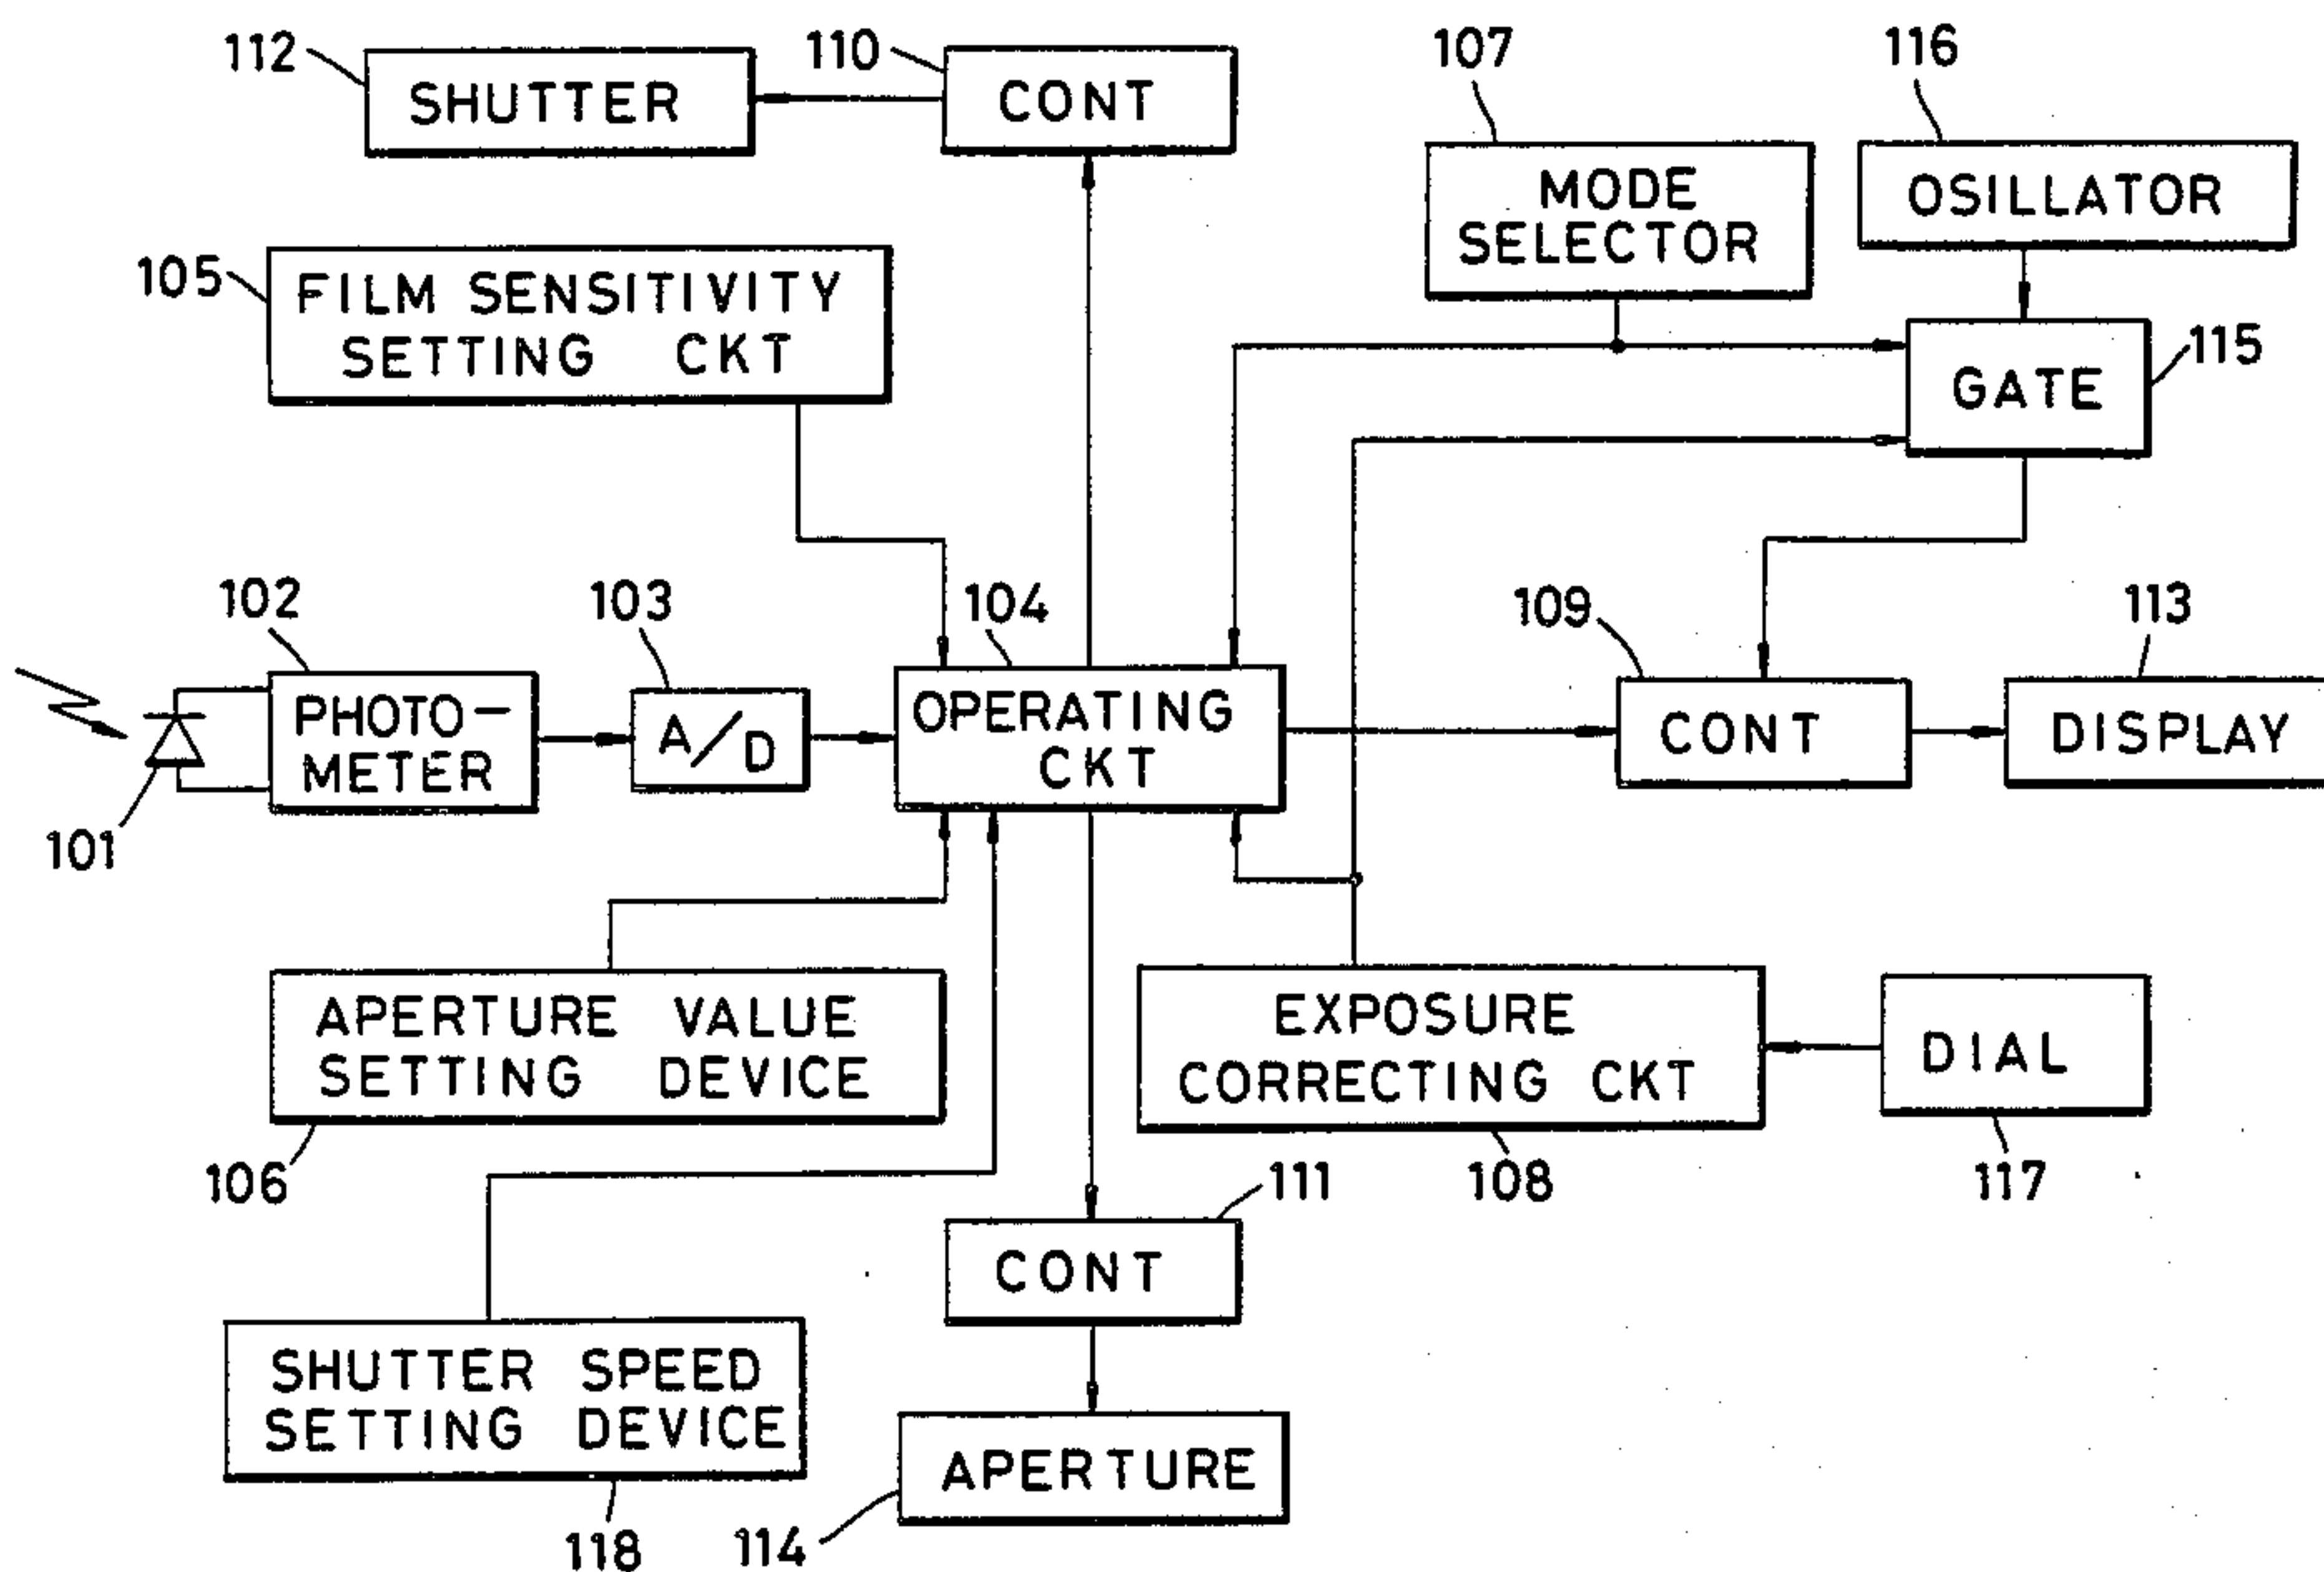 112
SHUTTER
110
CONT
107
MODE
SELECTOR
116
OSILLATOR
105
FILM SENSITIVITY
SETTING CKT
GATE
115
102
PHOTO-
METER
103
A/D
104
OPERATING
CKT
109
CONT
113
DISPLAY
101
APERTURE VALUE
SETTING DEVICE
106
EXPOSURE
CORRECTING CKT
108
DIAL
117
111
CONT
SHUTTER SPEED
SETTING DEVICE
118
114
APERTURE